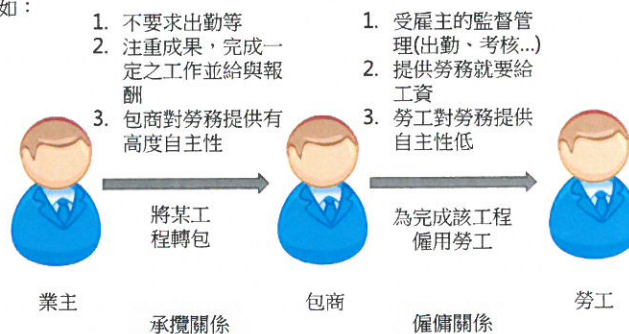 如：
1. 不要求出勤等
2. 注重成果，完成一
定之工作並給與報
酬
3. 包商對勞務提供有
高度自主性
1. 受雇主的監督管
理(出勤、考核...)
2. 提供勞務就要給
工資
3. 勞工對勞務提供
自主性低
將某工
程轉包
為完成該工程
僱用勞工
業主
包商
勞工
承攬關係
僱傭關係